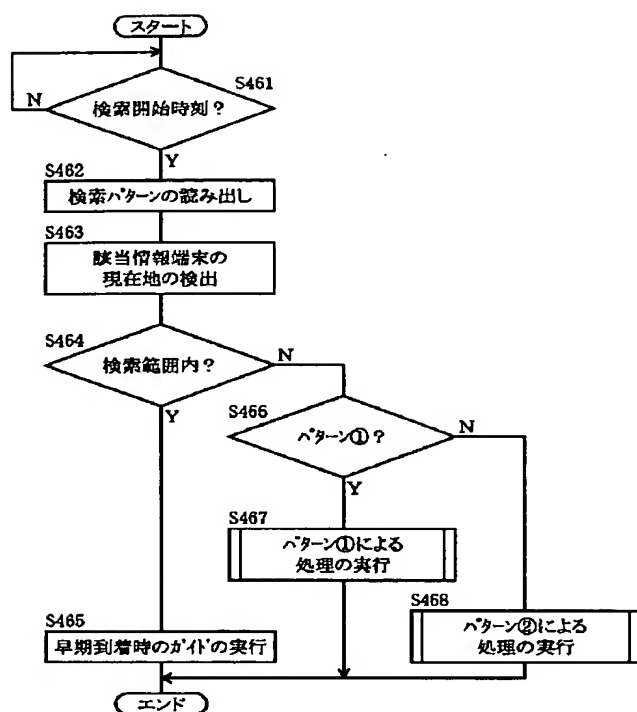 スタート
S461
検索開始時刻？
N
Y
S462
検索パターンの読み出し
S463
該当情報端末の
現在地の検出
S464
検索範囲内？
N
Y
S466
パターン①？
N
Y
S467
パターン①による
処理の実行
S465
早期到着時のガイドの実行
S468
パターン②による
処理の実行
エンド